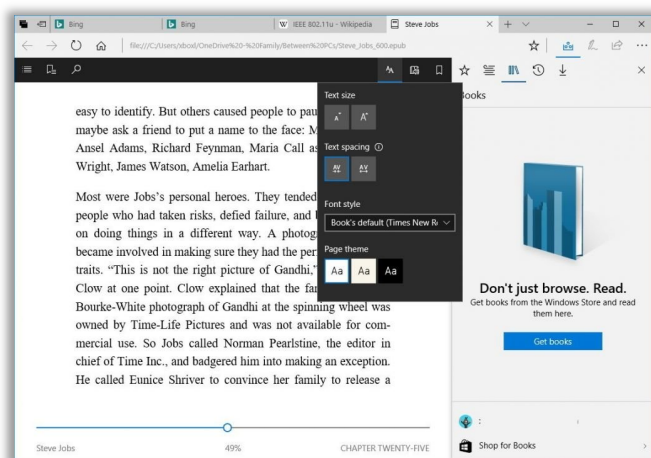 Bing
Bing
W IEEE 802.11u - Wikipedia
Steve Jobs
file:///C:/Users/xboxl/OneDrive%20-%20Family/Between%20PCs/Steve_Jobs_600.epub
easy to identify. But others caused people to pau
maybe ask a friend to put a name to the face: M
Ansel Adams, Richard Feynman, Maria Call as
Wright, James Watson, Amelia Earhart.
Most were Jobs's personal heroes. They tended
people who had taken risks, defied failure, and b
on doing things in a different way. A photog
became involved in making sure they had the per
traits. “This is not the right picture of Gandhi,”
Clow at one point. Clow explained that the fa
Bourke-White photograph of Gandhi at the spinning wheel was
owned by Time-Life Pictures and was not available for com-
mercial use. So Jobs called Norman Pearlstine, the editor in
chief of Time Inc., and badgered him into making an exception.
He called Eunice Shriver to convince her family to release a
Steve Jobs
49%
CHAPTER TWENTY-FIVE
Text size
A A
Text spacing
AV AV
Font style
Book's default (Times New R
Page theme
Aa Aa Aa
ooks
Don't just browse. Read.
Get books from the Windows Store and read
them here.
Get books
:
Shop for Books